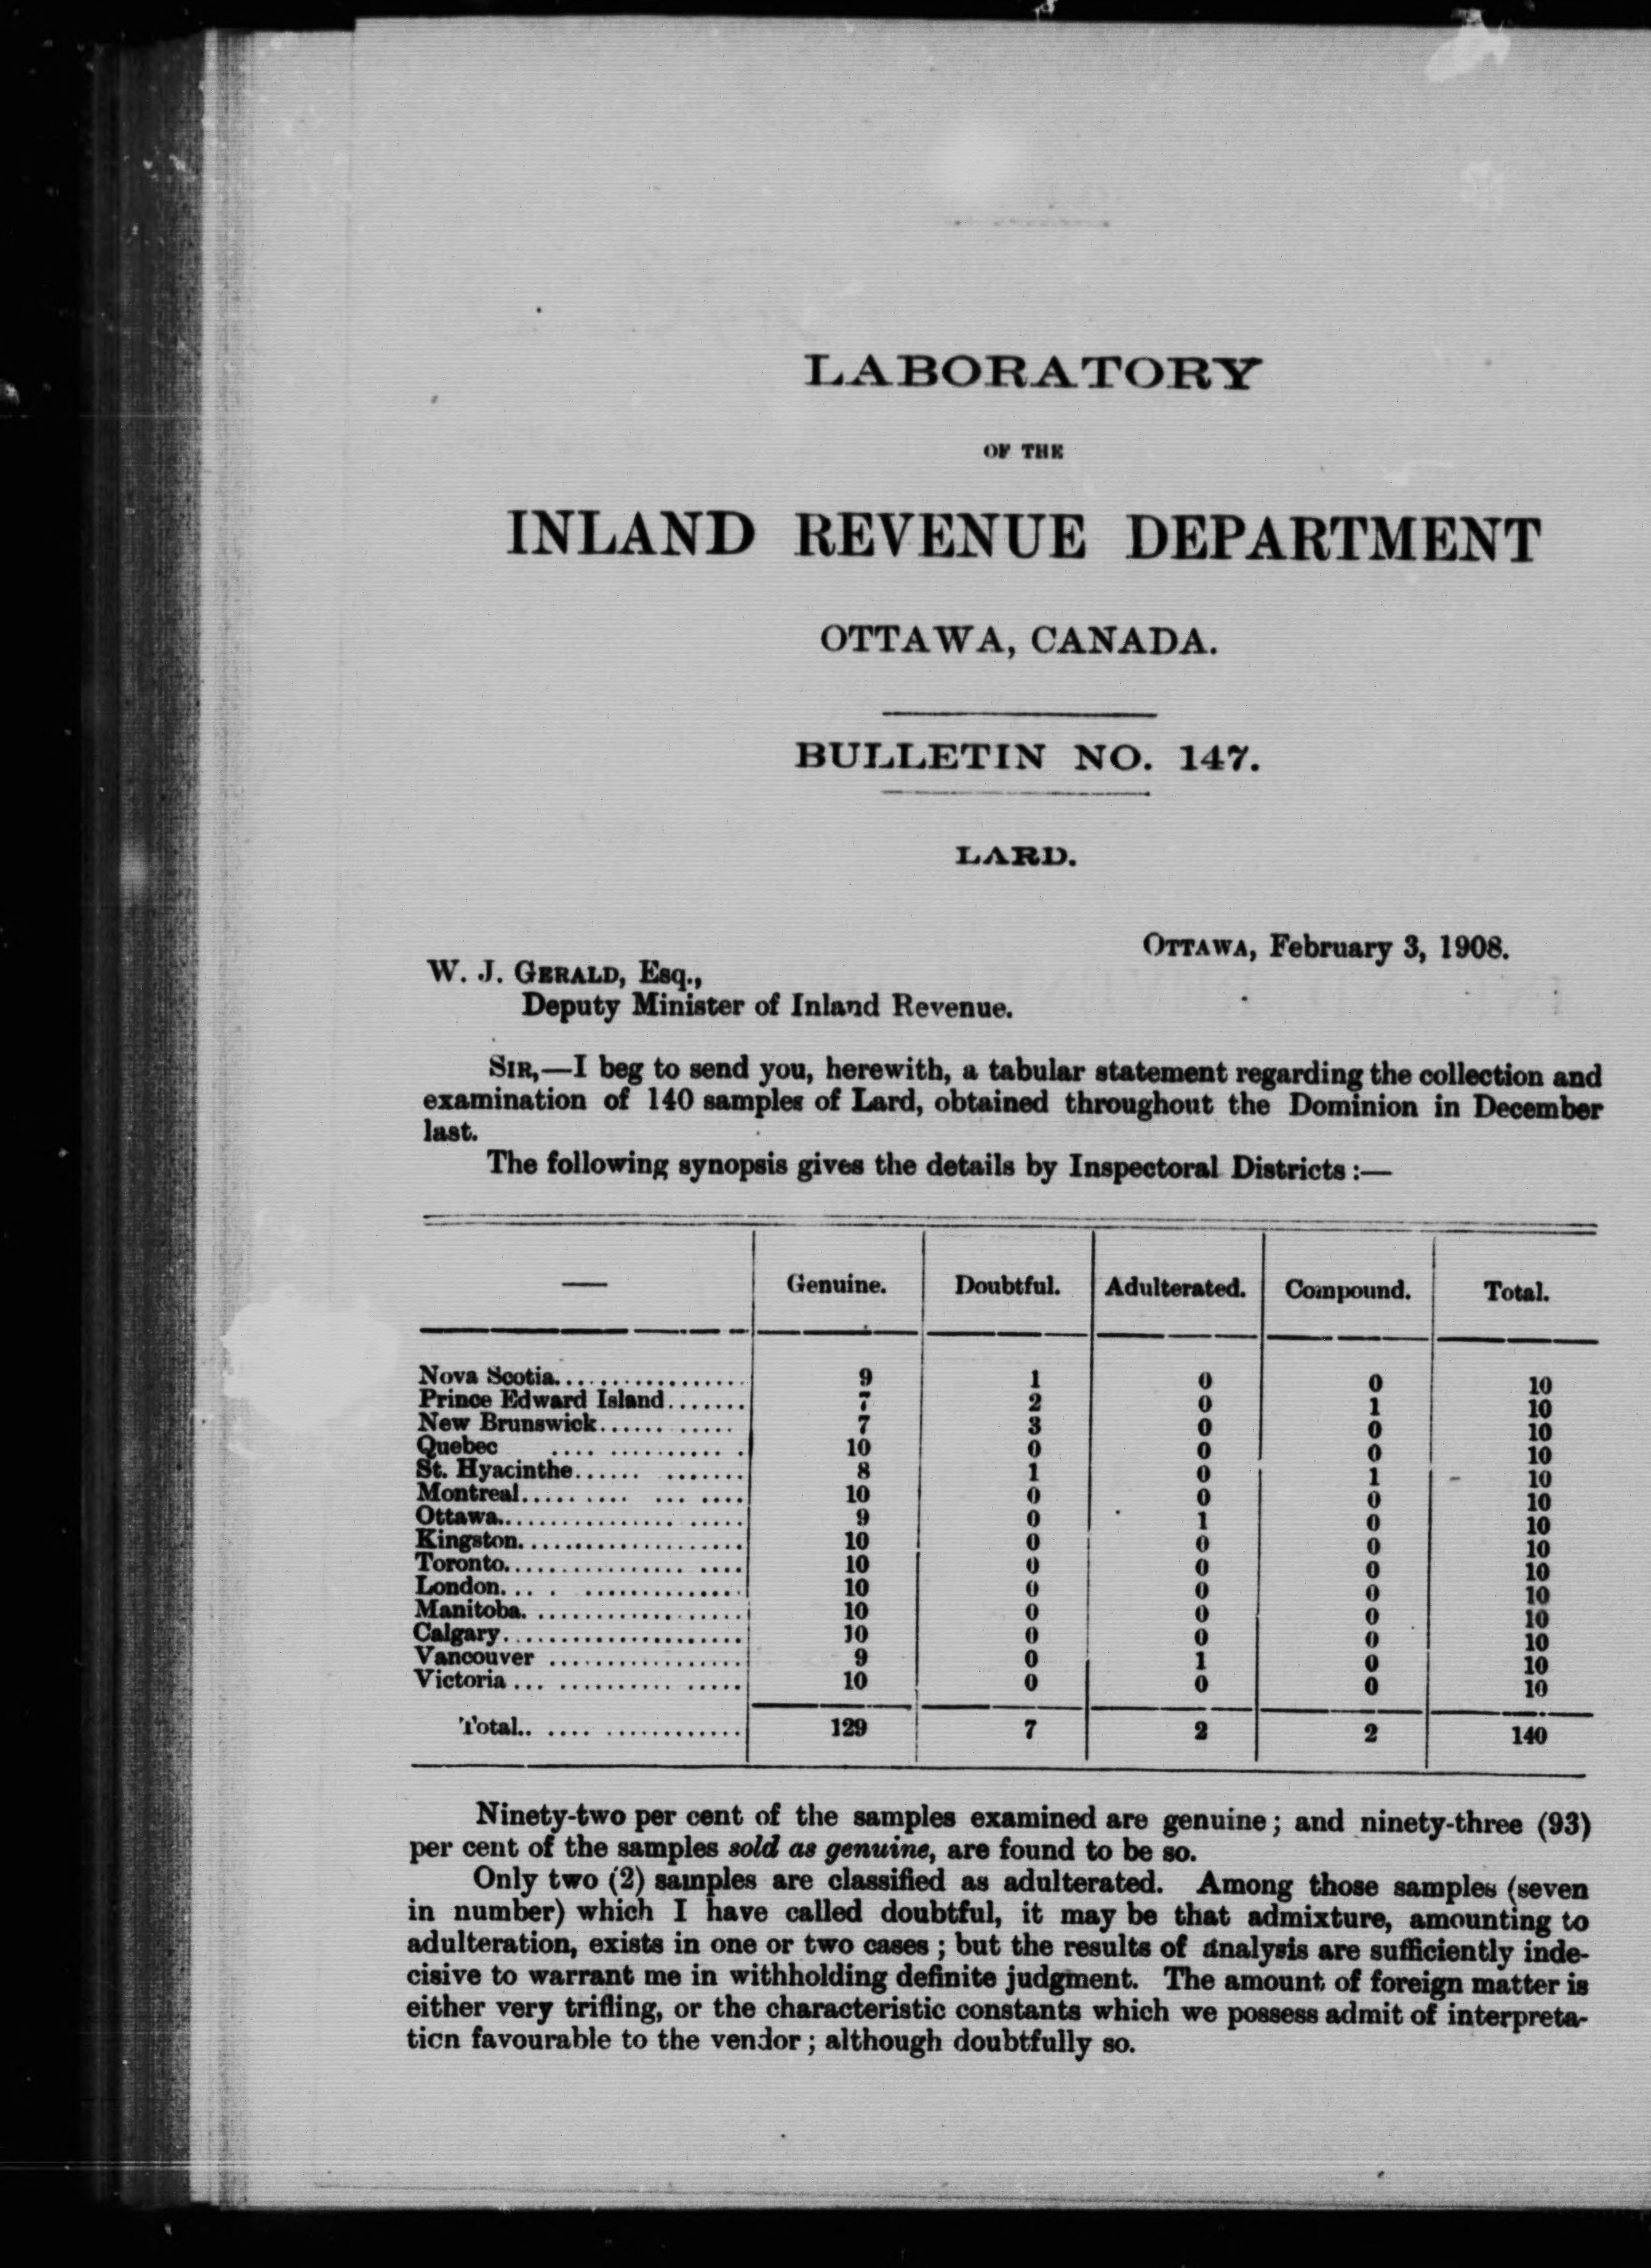 LABORATORY
OF THE
INLAND REVENUE DEPARTMENT
OTTAWA, CANADA.
BULLETIN NO. 147.
LARD.
OTTAWA, February 3, 1908.
W. J. GERALD, Esq.,
Deputy Minister of Inland Revenue.
SIR,—I beg to send you, herewith, a tabular statement regarding the collection and
examination of 140 samples of Lard, obtained throughout the Dominion in December
last.
The following synopsis gives the details by Inspectoral Districts :—
— Genuine. Doubtful. Adulterated. Compound. Total.
Nova Scotia.................. 9 1 0 0 10
Prince Edward Island....... 7 2 0 1 10
New Brunswick............ 7 3 0 0 10
Quebec .... ........... . 10 0 0 0 10
St. Hyacinthe...... ....... 8 1 0 1 10
Montreal.......... ... .... 10 0 0 0 10
Ottawa.................. ..... 9 0 1 0 10
Kingston..................... 10 0 0 0 10
Toronto................. .... 10 0 0 0 10
London... . ............... 10 0 0 0 10
Manitoba. ................... 10 0 0 0 10
Calgary...................... 10 0 0 0 10
Vancouver .................. 9 0 1 0 10
Victoria ... ........... ..... 10 0 0 0 10
Total.. .... ............. 129 7 2 2 140
Ninety-two per cent of the samples examined are genuine ; and ninety-three (93)
per cent of the samples sold as genuine, are found to be so.
Only two (2) samples are classified as adulterated. Among those samples (seven
in number) which I have called doubtful, it may be that admixture, amounting to
adulteration, exists in one or two cases ; but the results of analysis are sufficiently inde-
cisive to warrant me in withholding definite judgment. The amount of foreign matter is
either very trifling, or the characteristic constants which we possess admit of interpreta-
tion favourable to the vendor ; although doubtfully so.